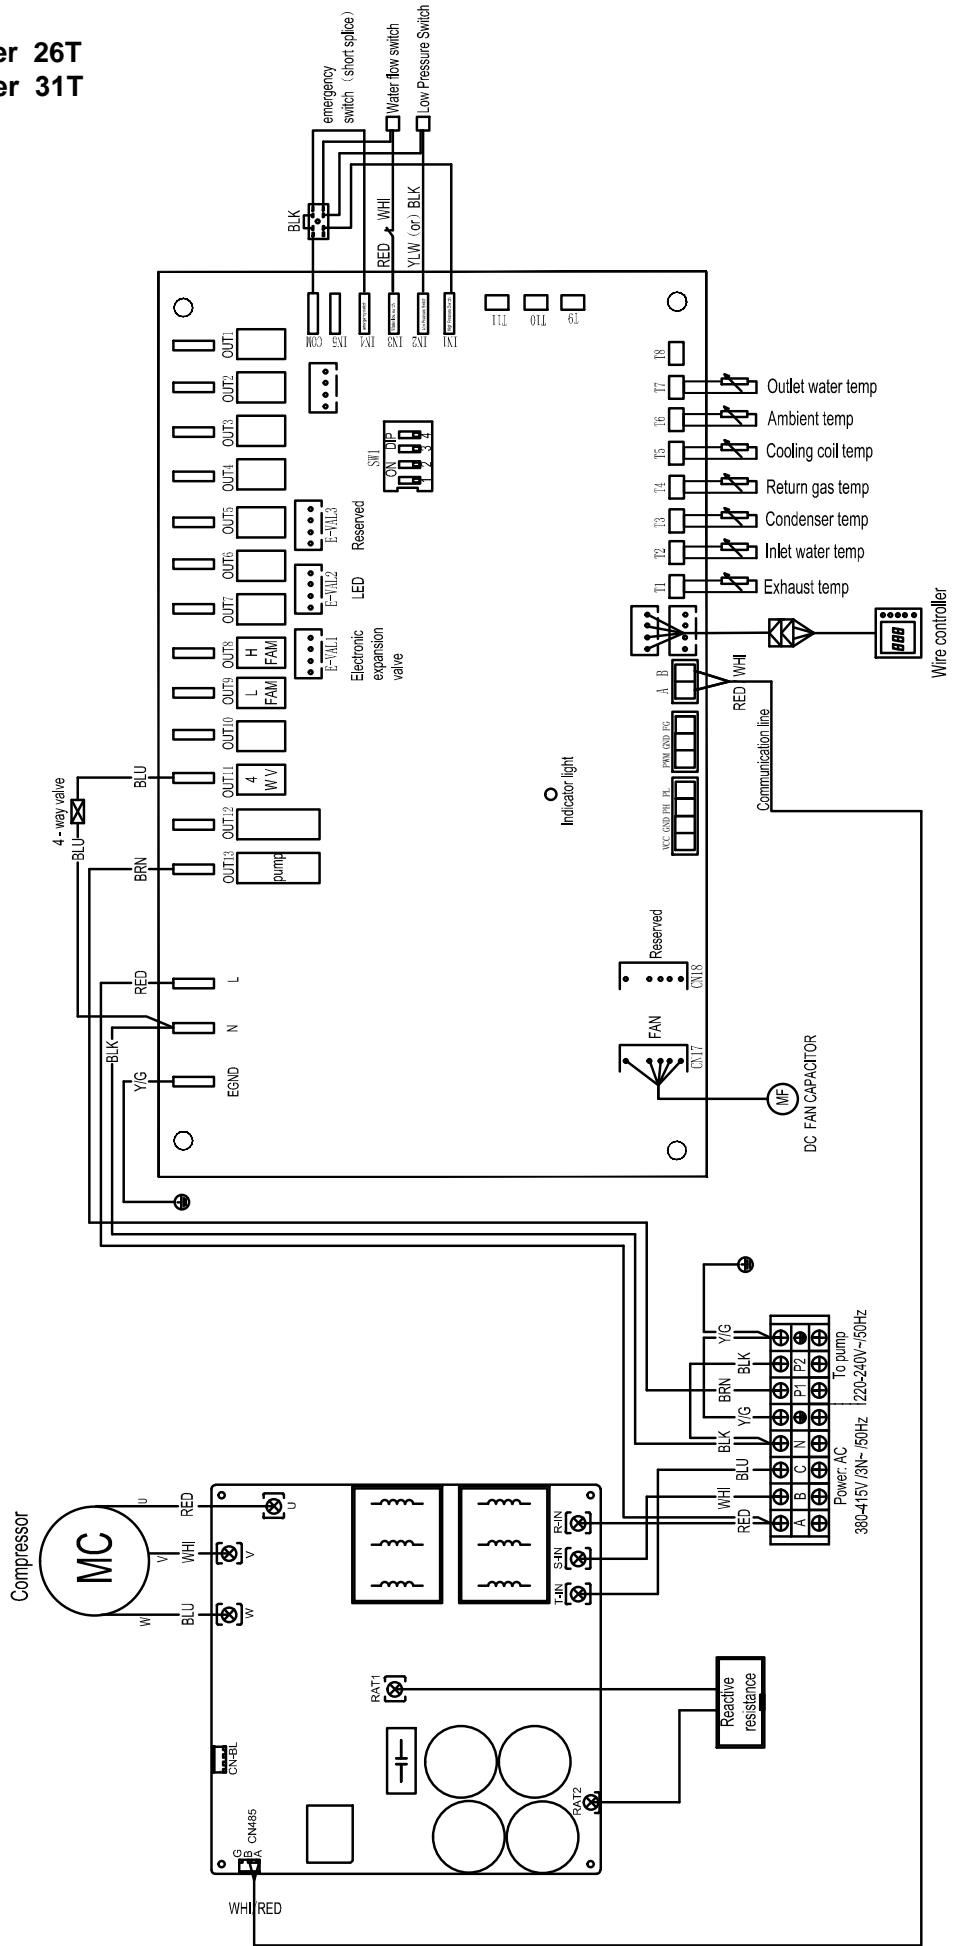 er 26T
er 31T
emergency
switch (short splice)
Water flow switch
Low Pressure Switch
BLK
RED
WHI
YLW (or) BLK
OUT1
OUT2
OUT3
OUT4
OUT5
OUT6
OUT7
OUT8
OUT9
OUT10
OUT11
OUT12
OUT13
H
FAM
L
FAM
4
W V
pump
COM
IN5
IN4
IN3
IN2
IN1
T11
T10
T9
T8
T7
T6
T5
T4
T3
T2
T1
SW1
ON DIP
1 2 3 4
E-VAL3
Reserved
E-VAL2
LED
E-VAL1
Electronic
expansion
valve
Outlet water temp
Ambient temp
Cooling coil temp
Return gas temp
Condenser temp
Inlet water temp
Exhaust temp
Wire controller
888
A B
RED
WHI
Communication line
PWM GND FG
VCC GND PH PL
Indicator light
4 - way valve
BLU
BLU
BRN
RED
BLK
Y/G
L
N
EGND
Reserved
CN18
FAN
CN17
MF
DC FAN CAPACITOR
Compressor
MC
U
V
W
RED
WHI
BLU
U
V
W
R-IN
S-IN
T-IN
RAT1
RAT2
CN-BL
CN485
G
B
A
WHI/RED
Reactive
resistance
Y/G
BLK
BRN
Y/G
BLK
BLU
WHI
RED
A B C N P1 P2
Power: AC
380-415V /3N~ /50Hz
To pump
220-240V~/50Hz